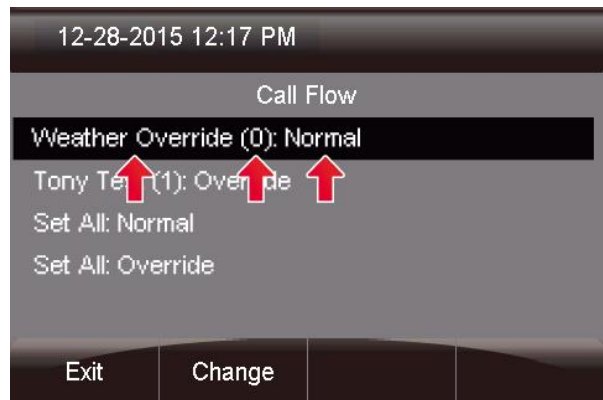 12-28-2015 12:17 PM
Call Flow
Weather Override (0): Normal
(1):
Set All: Normal
Set All: Override
Exit Change